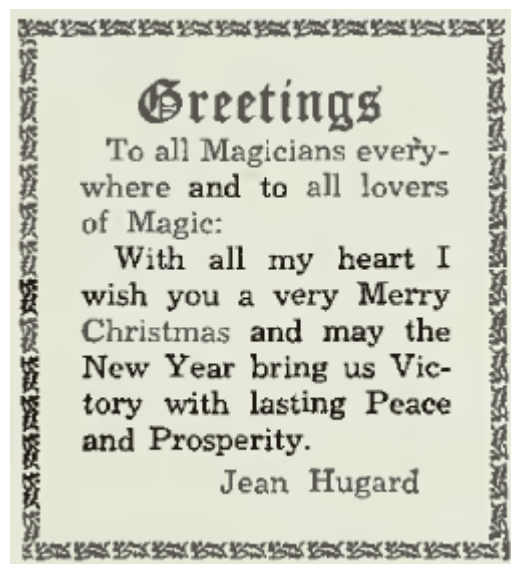 Greetings
To all Magicians every-
where and to all lovers
of Magic:
With all my heart I
wish you a very Merry
Christmas and may the
New Year bring us Vic-
tory with lasting Peace
and Prosperity.
Jean Hugard